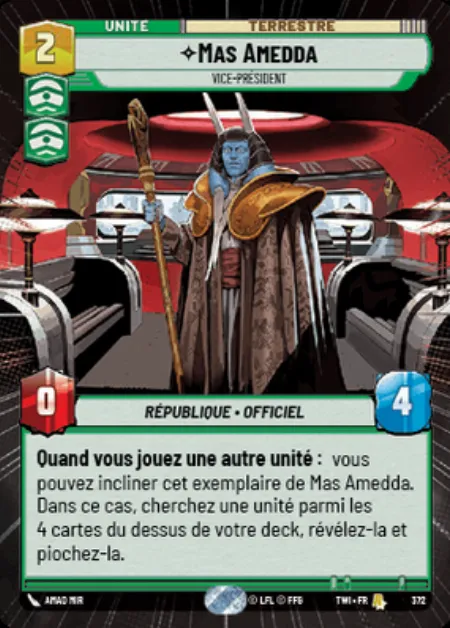 UNITÉ TERRESTRE
2 ✧MAS AMEDDA
VICE-PRÉSIDENT
0 RÉPUBLIQUE • OFFICIEL 4
Quand vous jouez une autre unité : vous
pouvez incliner cet exemplaire de Mas Amedda.
Dans ce cas, cherchez une unité parmi les
4 cartes du dessus de votre deck, révélez-la et
piochez-la.
AMAD MIR © LFL © FFG TWI • FR 372